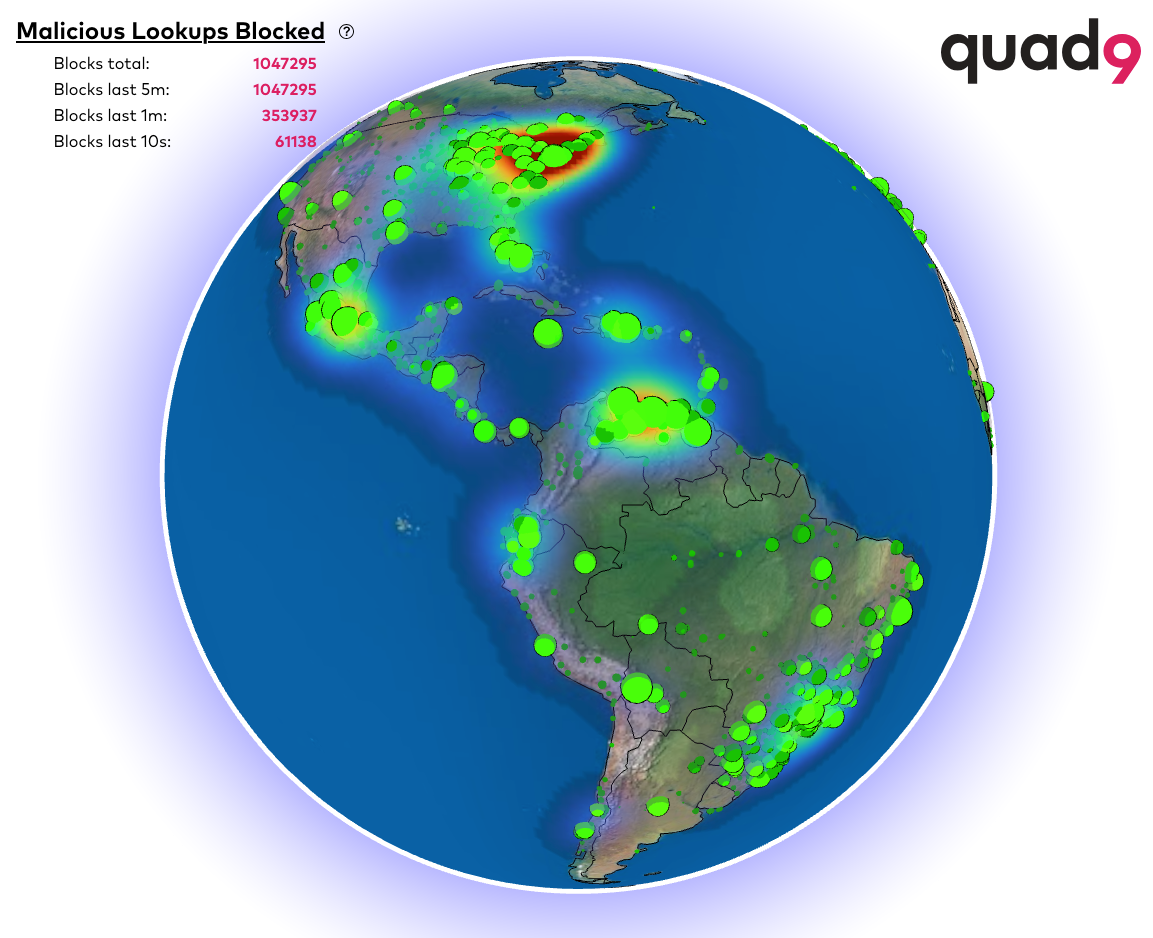 Malicious Lookups Blocked ?
Blocks total: 1047295
Blocks last 5m: 1047295
Blocks last 1m: 353937
Blocks last 10s: 61138
quad9